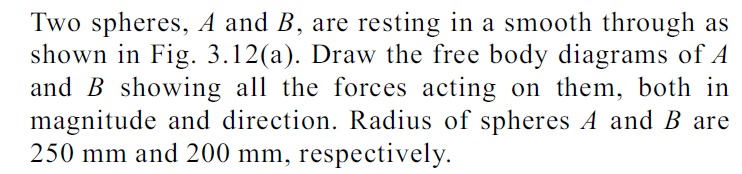 Two spheres, A and B, are resting in a smooth through as
shown in Fig. 3.12(a). Draw the free body diagrams of A
and B showing all the forces acting on them, both in
magnitude and direction. Radius of spheres A and B are
250 mm and 200 mm, respectively.